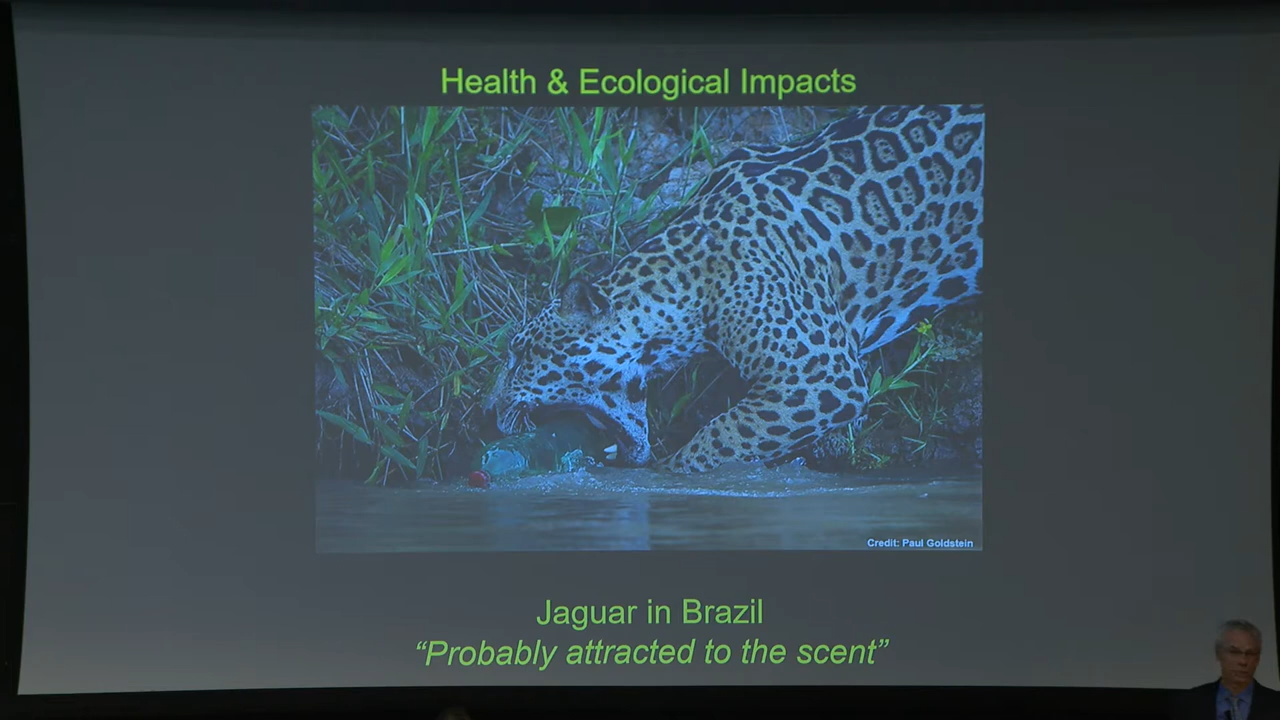 Health & Ecological Impacts
Credit: Paul Goldstein
Jaguar in Brazil
“Probably attracted to the scent”